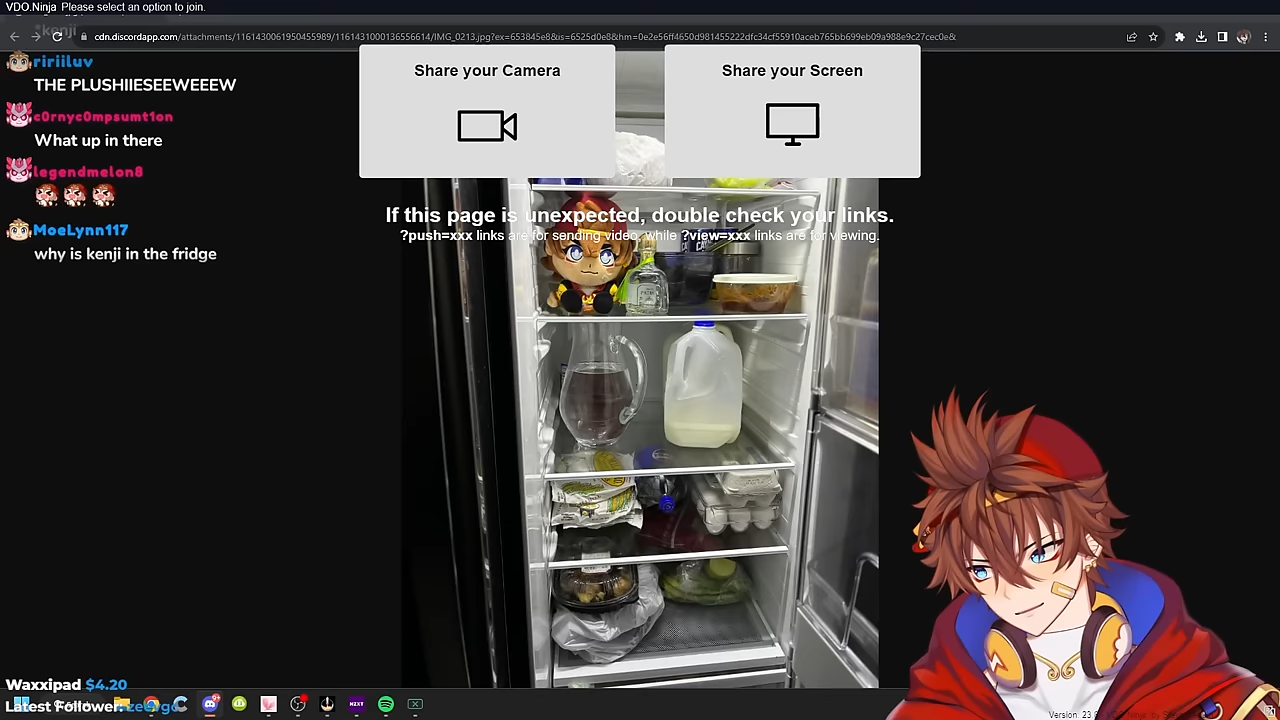 VDO.Ninja Please select an option to join.
kenji
cdn.discordapp.com/attachments/1161430061950455989/1161431000136556614/IMG_0213.jpg?ex=653845e8&is=6525d0e8&hm=0e2e56ff4650d981455222dfc34cf55910aceb765bb699eb09a988e9c27cec0e&
ririiluv
THE PLUSHIIESEEWEEEW
c0rnyc0mpsumt1on
What up in there
legendmelon8
MoeLynn117
why is kenji in the fridge
Share your Camera
Share your Screen
If this page is unexpected, double check your links.
?push=xxx links are for sending video, while ?view=xxx links are for viewing.
Waxxipad $4.20
Latest Follower:
NZXT